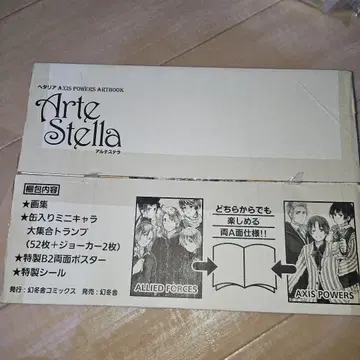 ヘタリア AXIS POWERS ARTBOOK
Arte
Stella
アルテステラ
梱包内容
★画集
★缶入りミニキャラ
大集合トランプ
(52枚+ジョーカー2枚)
★特製B2両面ポスター
★特製シール
発行:幻冬舎コミックス 発売:幻冬舎
ALLIED FORCES
どちらからでも
楽しめる
両A面仕様!!
AXIS POWERS